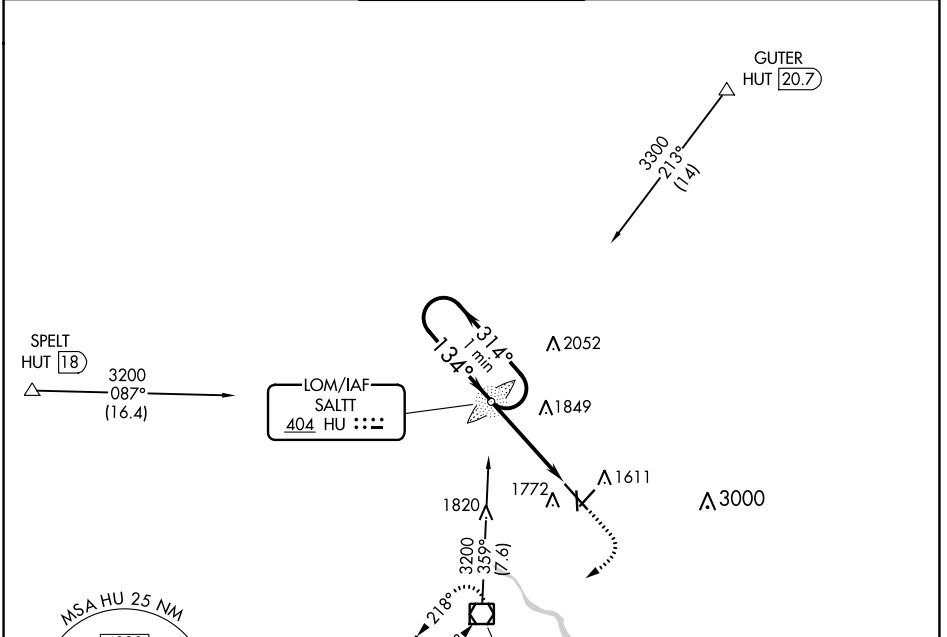 GUTER
HUT 20.7
3300
213°
(14)
SPELT
HUT 18
3200
087°
(16.4)
LOM/IAF
SALTT
404 HU
314°
1 min
134°
2052
1849
1772
1611
3000
1820
3200
359°
(7.6)
218°
MSA HU 25 NM